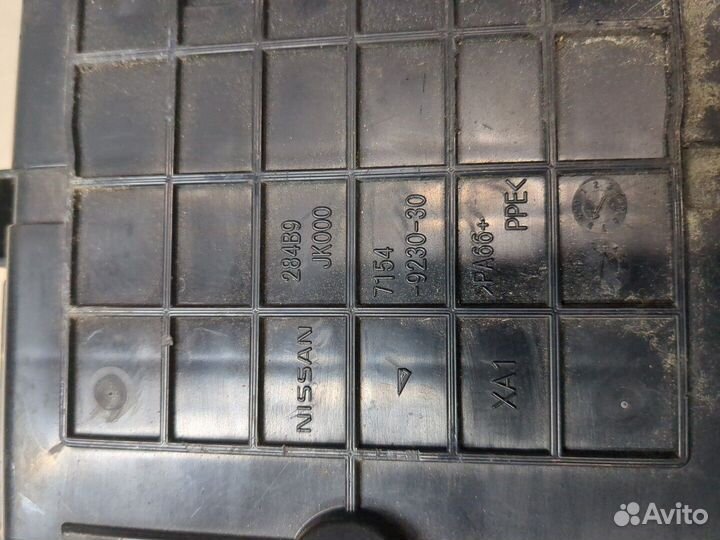 284B9
JK000
7154
-9230-30
>PA66+
PPE<
NISSAN
XA1
Avito